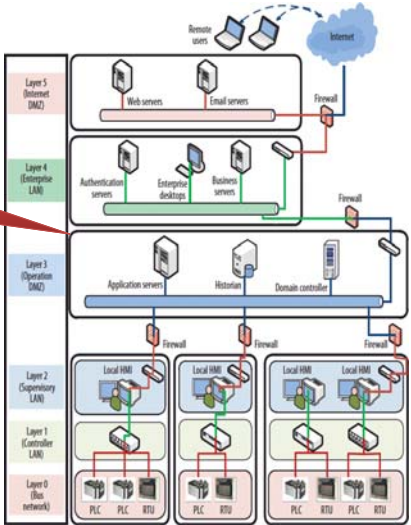 Remote
users
Internet
Layer 5
(Internet
DMZ)
Web servers
Email servers
Firewall
Layer 4
(Enterprise
LAN)
Authentication
servers
Enterprise
desktops
Business
servers
Firewall
Layer 3
(Operation
DMZ)
Application servers
Historian
Domain controller
Firewall
Firewall
Firewall
Layer 2
(Supervisory
LAN)
Local HMI
Local HMI
Local HMI
Local HMI
Layer 1
(Controller
LAN)
Layer 0
(Bus
network)
PLC PLC RTU
PLC RTU
PLC RTU PLC RTU